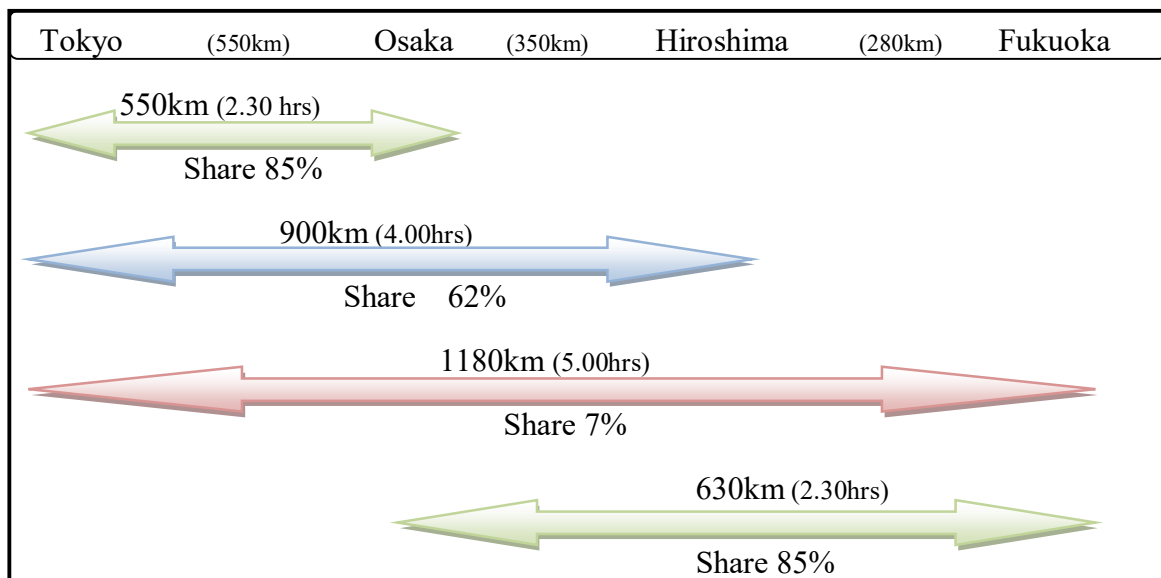 Tokyo (550km) Osaka (350km) Hiroshima (280km) Fukuoka
550km (2.30 hrs)
Share 85%
900km (4.00hrs)
Share 62%
1180km (5.00hrs)
Share 7%
630km (2.30hrs)
Share 85%